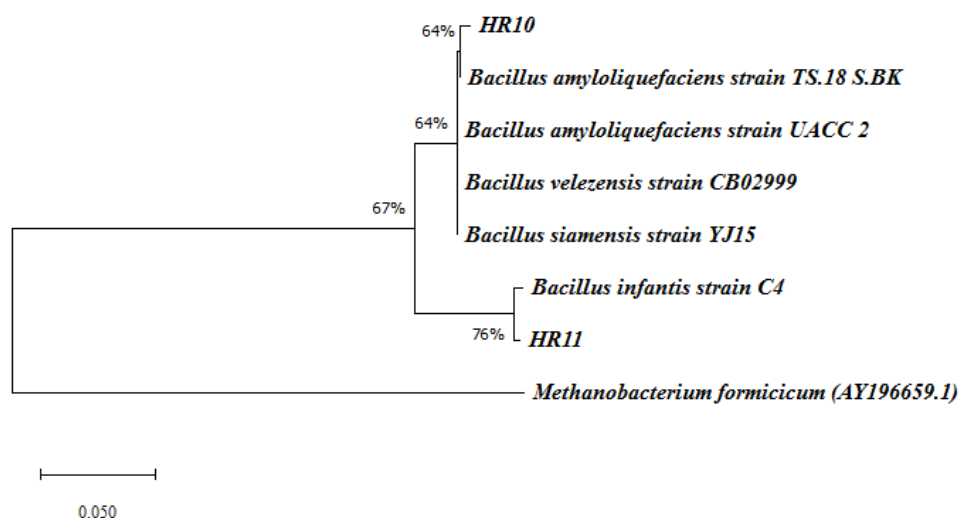 64%
HR10
Bacillus amyloliquefaciens strain TS.18 S.BK
64%
Bacillus amyloliquefaciens strain UACC 2
Bacillus velezensis strain CB02999
67%
Bacillus siamensis strain YJ15
Bacillus infantis strain C4
76%
HR11
Methanobacterium formicicum (AY196659.1)
0.050